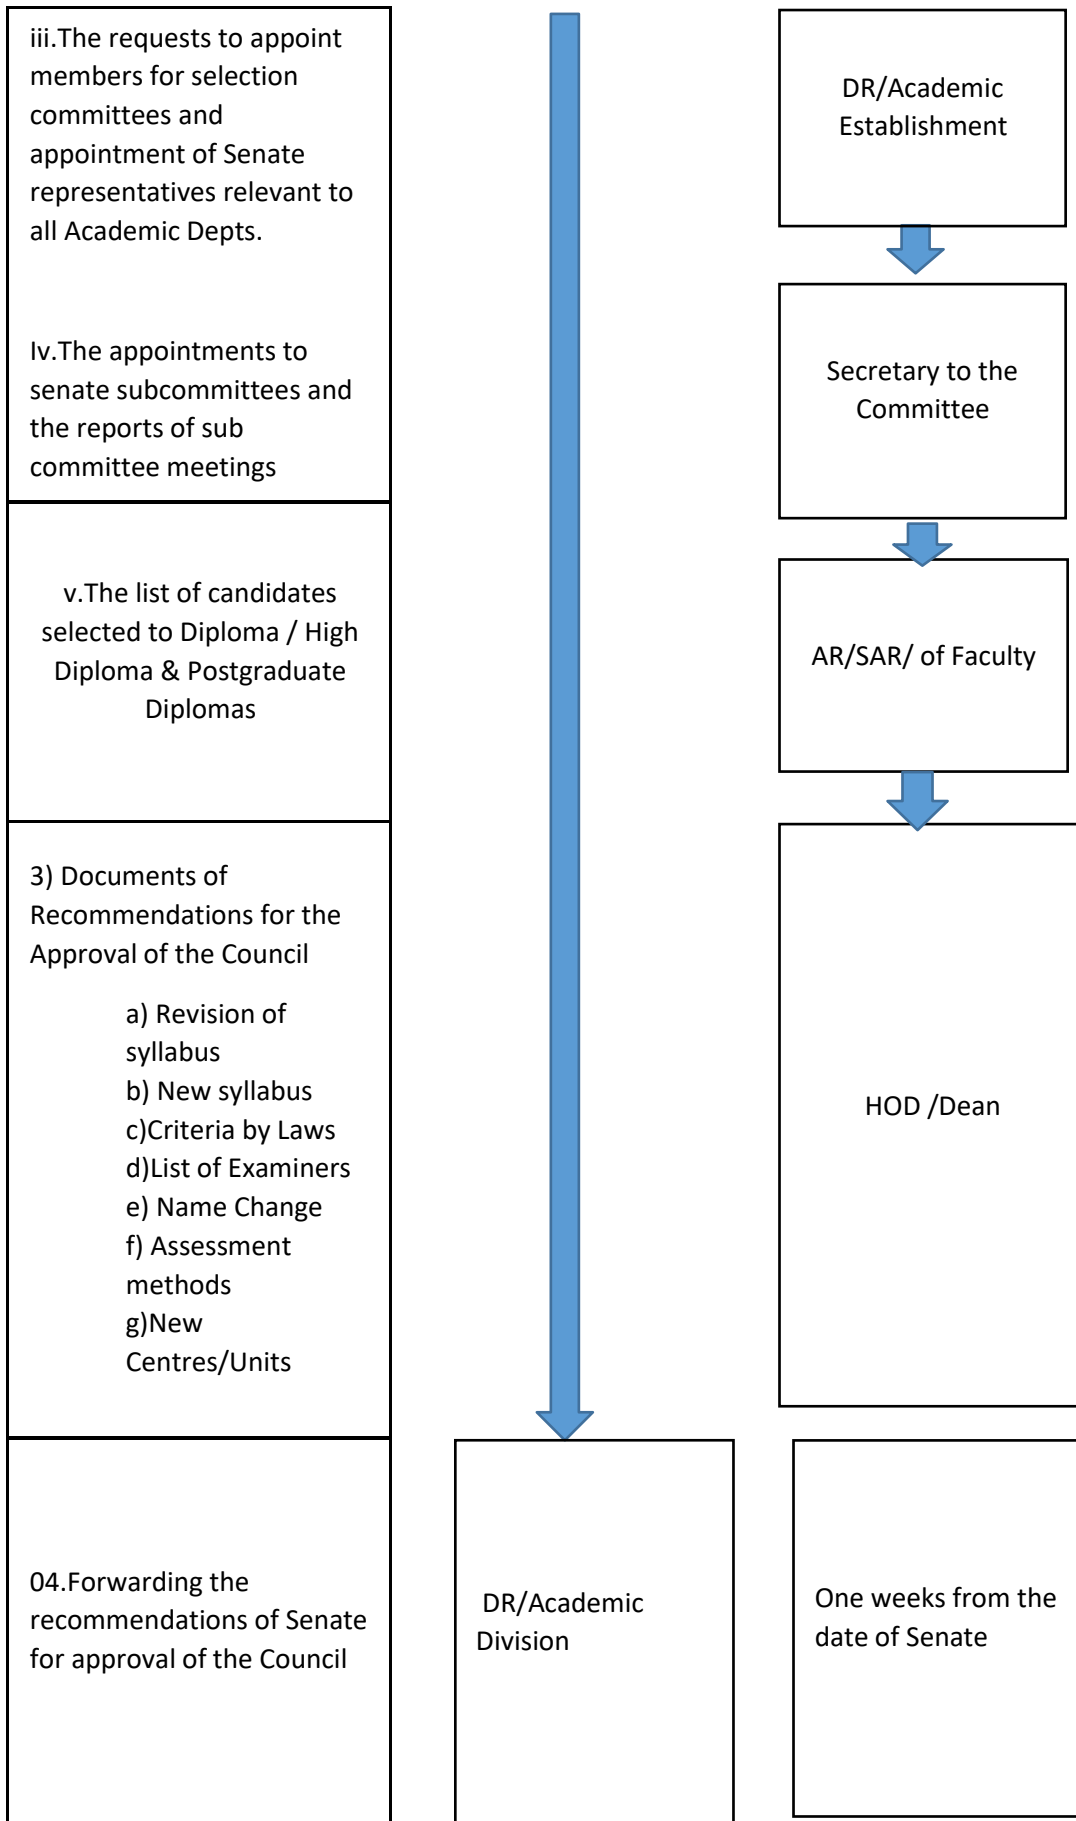 iii.The requests to appoint
members for selection
committees and
appointment of Senate
representatives relevant to
all Academic Depts.
DR/Academic
Establishment
Iv.The appointments to
senate subcommittees and
the reports of sub
committee meetings
Secretary to the
Committee
v.The list of candidates
selected to Diploma / High
Diploma & Postgraduate
Diplomas
AR/SAR/ of Faculty
3) Documents of
Recommendations for the
Approval of the Council
a) Revision of
syllabus
b) New syllabus
c)Criteria by Laws
d)List of Examiners
e) Name Change
f) Assessment
methods
g)New
Centres/Units
HOD /Dean
04.Forwarding the
recommendations of Senate
for approval of the Council
DR/Academic
Division
One weeks from the
date of Senate